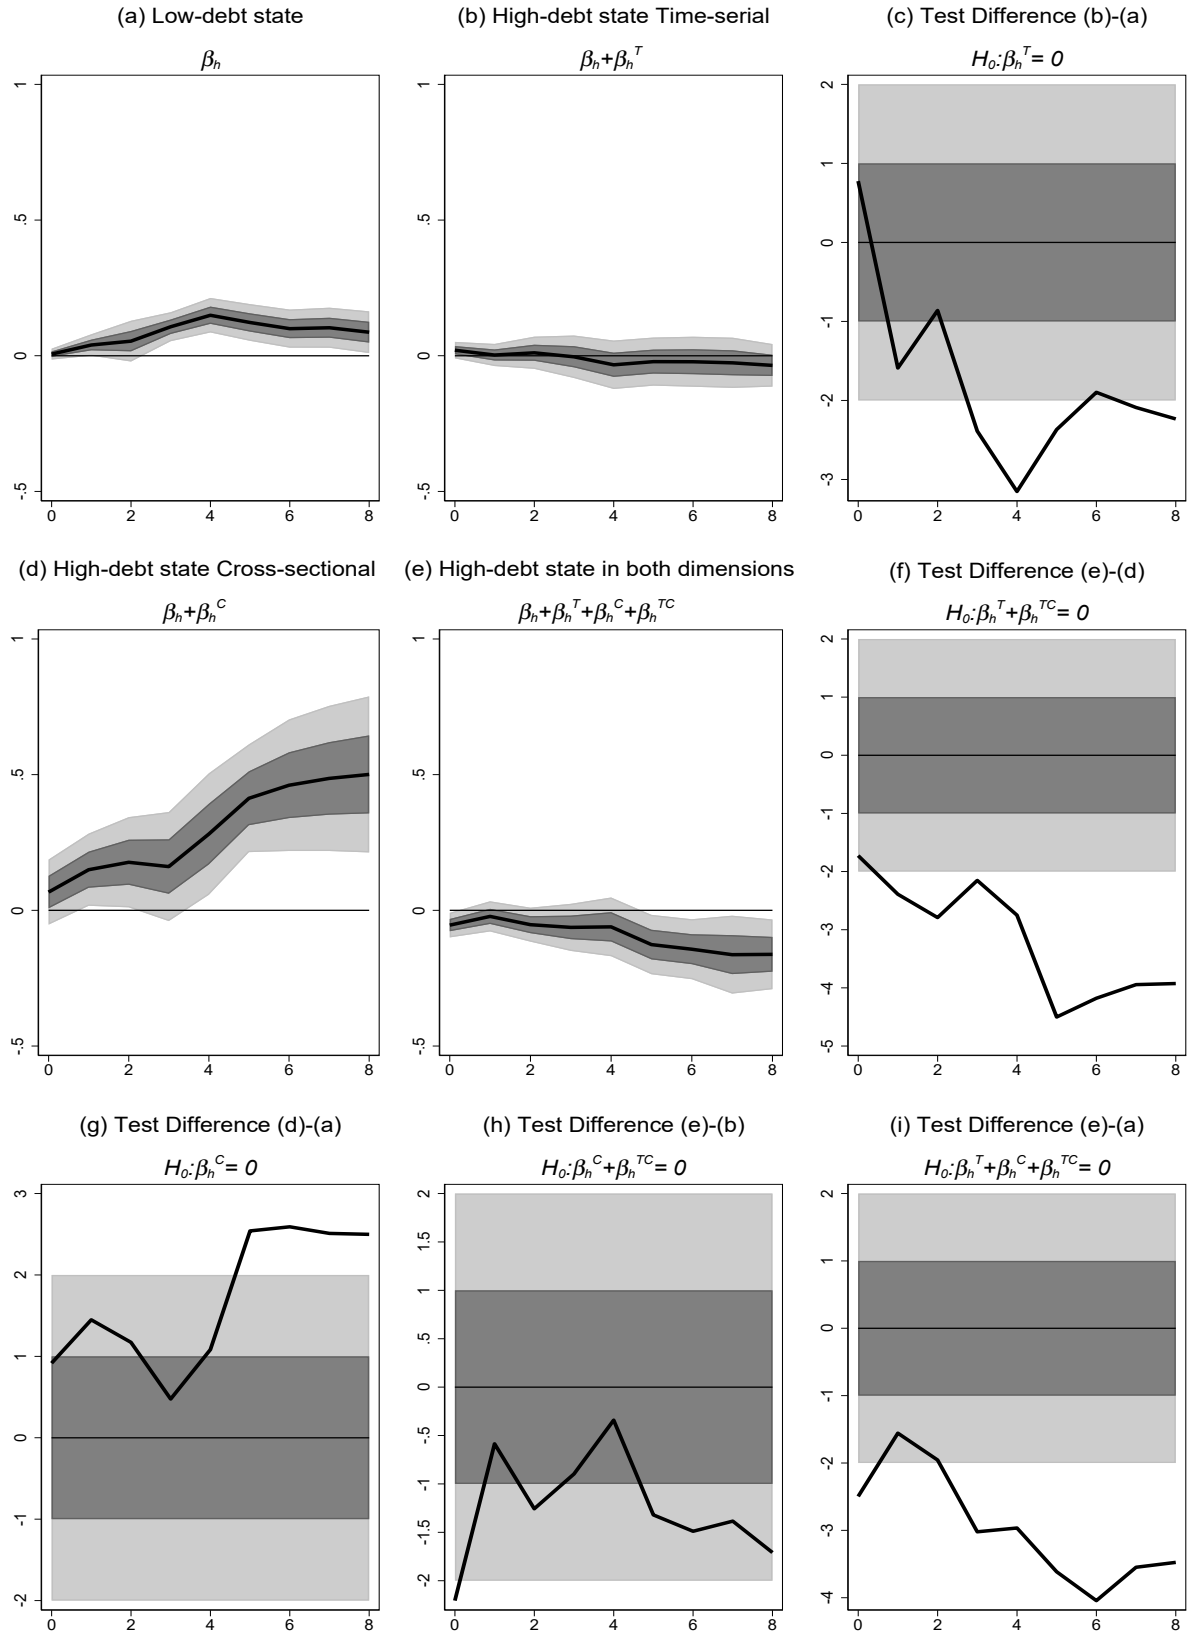 (a) Low-debt state
(b) High-debt state Time-serial
(c) Test Difference (b)-(a)
βh
βh+βhT
H0:βhT= 0
1
.5
0
-.5
0 2 4 6 8
1
.5
0
-.5
0 2 4 6 8
2
1
0
-1
-2
-3
0 2 4 6 8
(d) High-debt state Cross-sectional
(e) High-debt state in both dimensions
(f) Test Difference (e)-(d)
βh+βhC
βh+βhT+βhC+βhTC
H0:βhT+βhTC= 0
1
.5
0
-.5
0 2 4 6 8
1
.5
0
-.5
0 2 4 6 8
2
1
0
-1
-2
-3
-4
-5
0 2 4 6 8
(g) Test Difference (d)-(a)
(h) Test Difference (e)-(b)
(i) Test Difference (e)-(a)
H0:βhC= 0
H0:βhC+βhTC= 0
H0:βhT+βhC+βhTC= 0
3
2
1
0
-1
-2
0 2 4 6 8
2
1.5
1
.5
0
-.5
-1
-1.5
-2
0 2 4 6 8
2
1
0
-1
-2
-3
-4
0 2 4 6 8